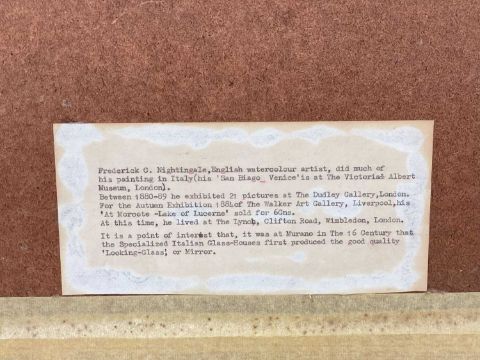 Frederick C. Nightingale,English watercolour artist, did much of
his painting in Italy(his 'San Biago_ Venice'is at The Victoria& Albert
Museum, London).
Between 1880-89 he exhibited 21 pictures at The Dudley Gallery,London.
For the Autumn Exhibition 1884of The Walker Art Gallery, Liverpool,his
'At Morcote -Lake of Lucerne' sold for 6Gns.
At this time, he lived at The Lynch, Clifton Road, Wimbledon, London.
It is a point of interest that, it was at Murano in The 16 Century that
the Specialized Italian Glass-Houses first produced the good quality
'Looking-Glass', or Mirror.